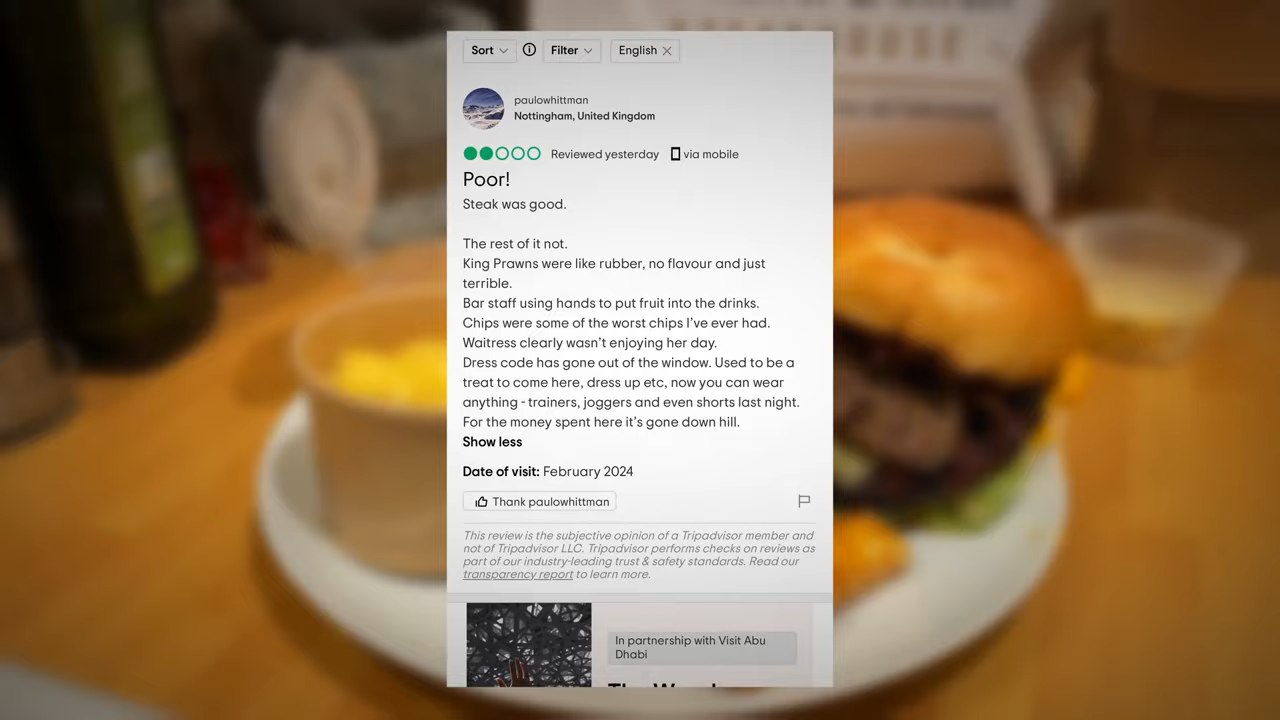 Sort
Filter
English
paulowhittman
Nottingham, United Kingdom
Reviewed yesterday via mobile
Poor!
Steak was good.
The rest of it not.
King Prawns were like rubber, no flavour and just
terrible.
Bar staff using hands to put fruit into the drinks.
Chips were some of the worst chips I've ever had.
Waitress clearly wasn't enjoying her day.
Dress code has gone out of the window. Used to be a
treat to come here, dress up etc, now you can wear
anything - trainers, joggers and even shorts last night.
For the money spent here it's gone down hill.
Show less
Date of visit: February 2024
Thank paulowhittman
This review is the subjective opinion of a Tripadvisor member and
not of Tripadvisor LLC. Tripadvisor performs checks on reviews as
part of our industry-leading trust & safety standards. Read our
transparency report to learn more.
In partnership with Visit Abu
Dhabi